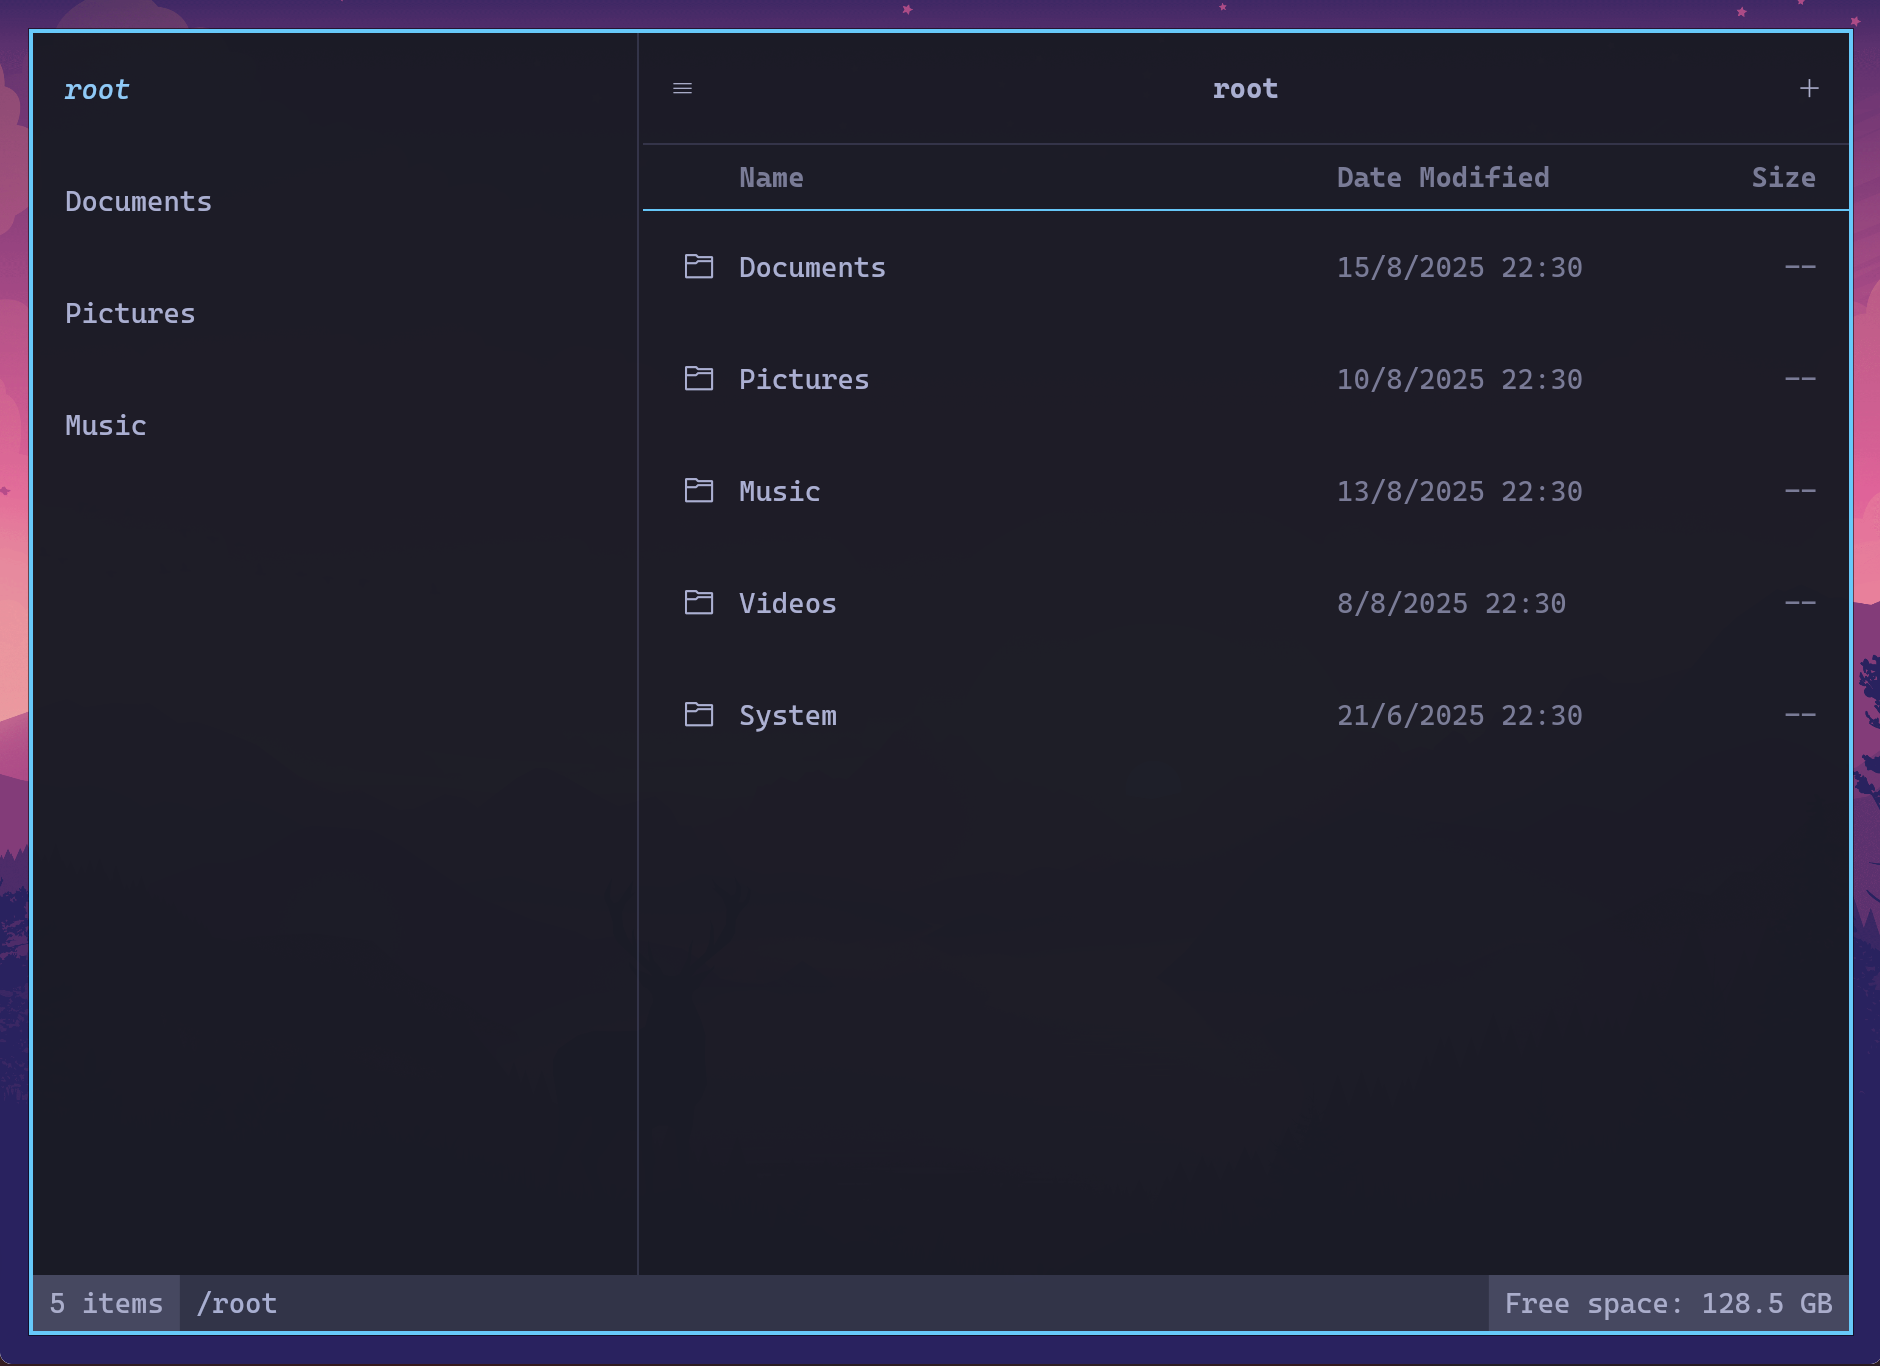 root
Documents
Pictures
Music
root
Name Date Modified Size
Documents 15/8/2025 22:30 --
Pictures 10/8/2025 22:30 --
Music 13/8/2025 22:30 --
Videos 8/8/2025 22:30 --
System 21/6/2025 22:30 --
5 items /root Free space: 128.5 GB